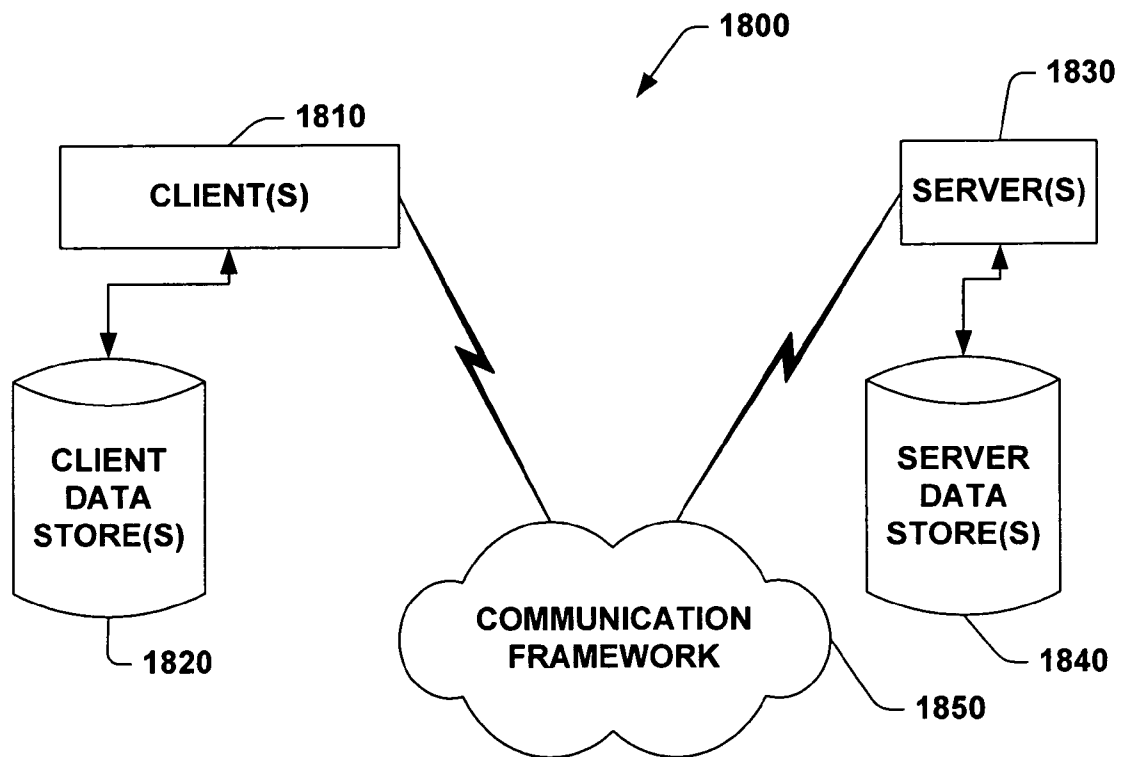 1800
1810
CLIENT(S)
1830
SERVER(S)
CLIENT
DATA
STORE(S)
1820
SERVER
DATA
STORE(S)
1840
COMMUNICATION
FRAMEWORK
1850